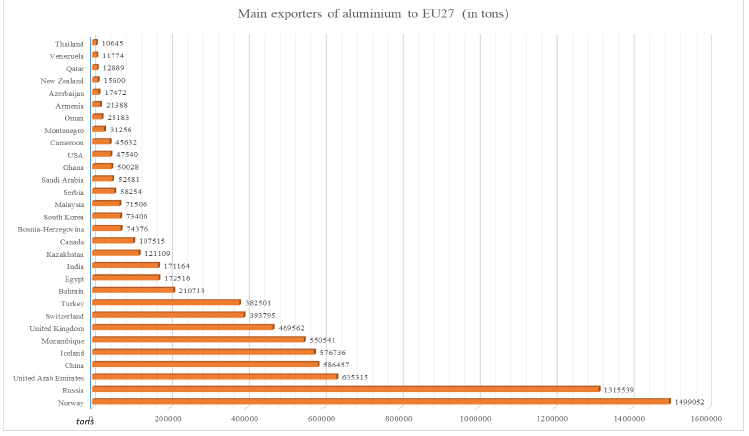 Main exporters of aluminium to EU27 (in tons)
Thailand 10645
Venezuela 11774
Qatar 12889
New Zealand 15600
Azerbaijan 17472
Armenia 21388
Oman 25183
Montenegro 31256
Cameroon 45632
USA 47540
Ghana 50028
Saudi Arabia 52581
Serbia 58254
Malaysia 71506
South Korea 73406
Bosnia-Herzegovina 74376
Canada 107515
Kazakhstan 121109
India 171164
Egypt 172516
Bahrain 210713
Turkey 382501
Switzerland 393795
United Kingdom 469562
Mozambique 550541
Iceland 576736
China 586457
United Arab Emirates 635315
Russia 1315539
Norway 1499052
0 200000 400000 600000 800000 1000000 1200000 1400000 1600000
tons